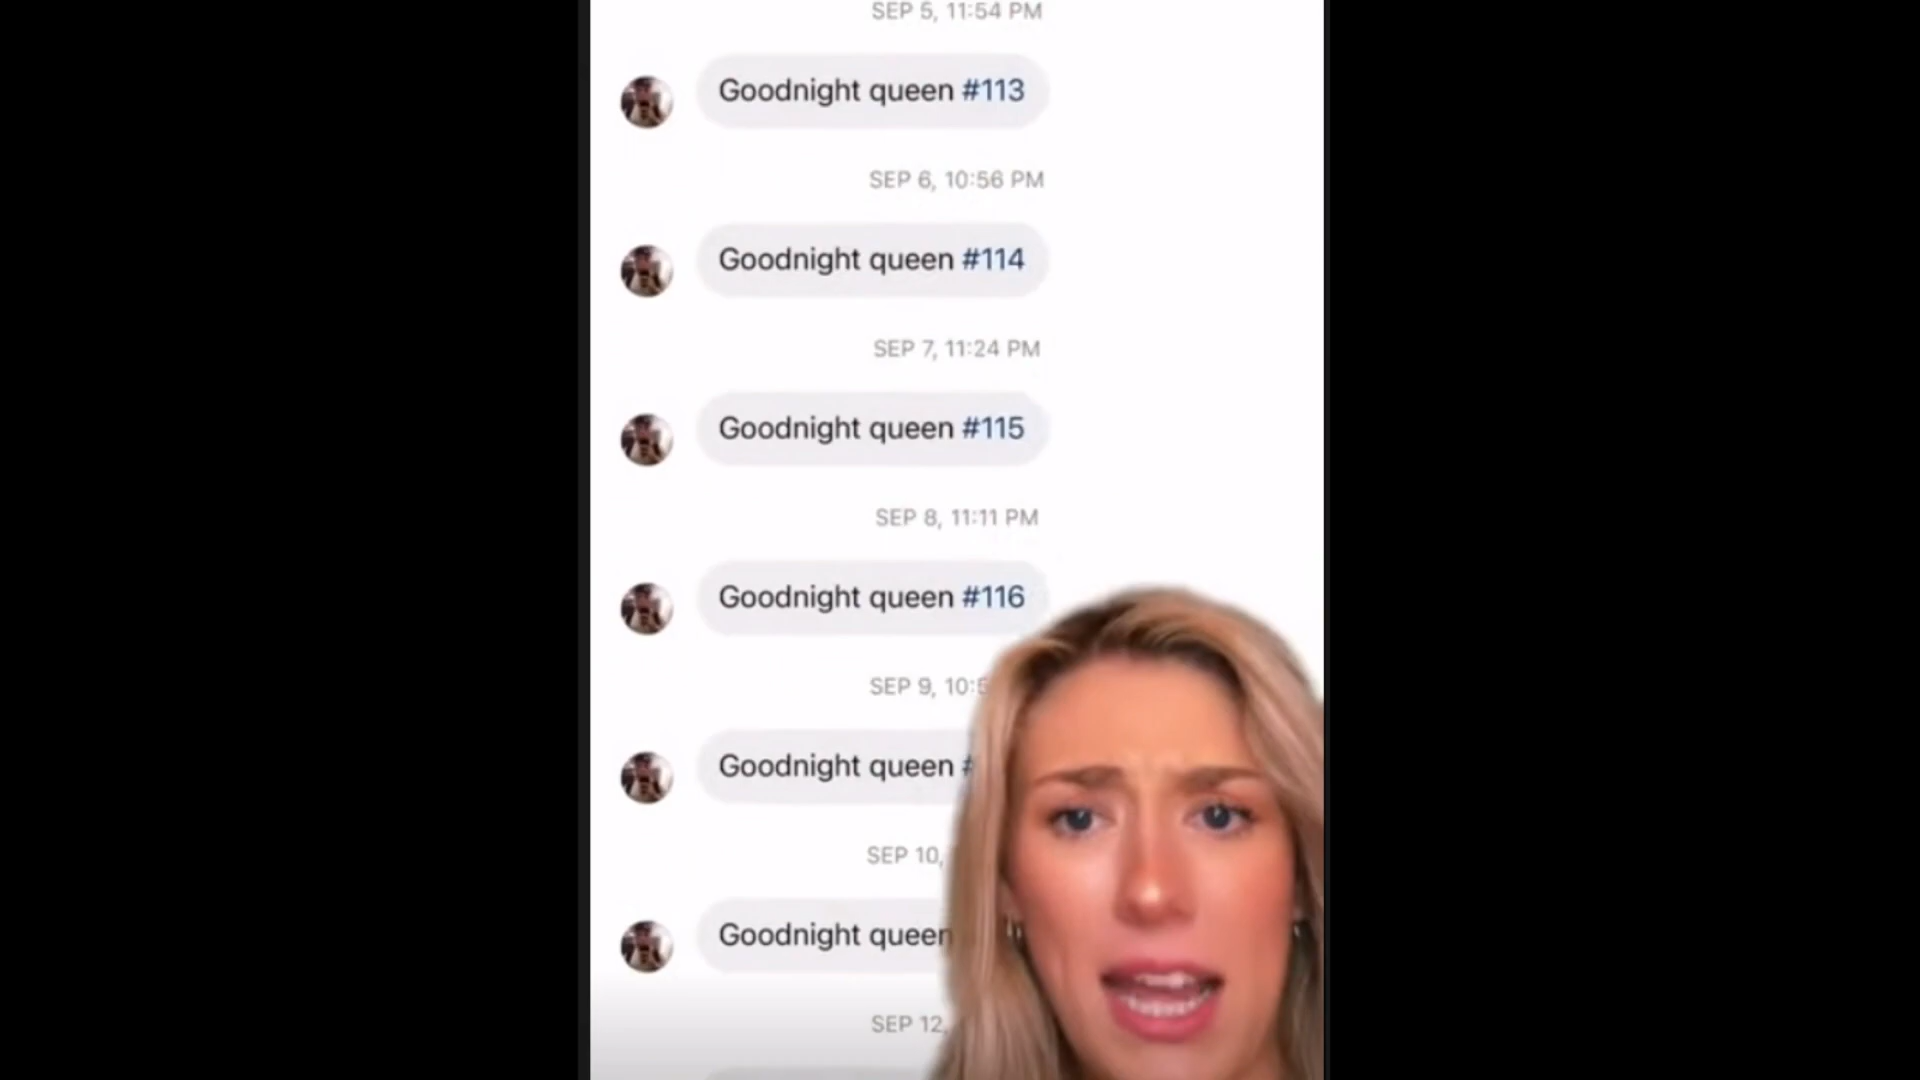 SEP 5, 11:54 PM
Goodnight queen #113
SEP 6, 10:56 PM
Goodnight queen #114
SEP 7, 11:24 PM
Goodnight queen #115
SEP 8, 11:11 PM
Goodnight queen #116
SEP 9,
Goodnight queen #
SEP 10,
Goodnight queen
SEP 12,